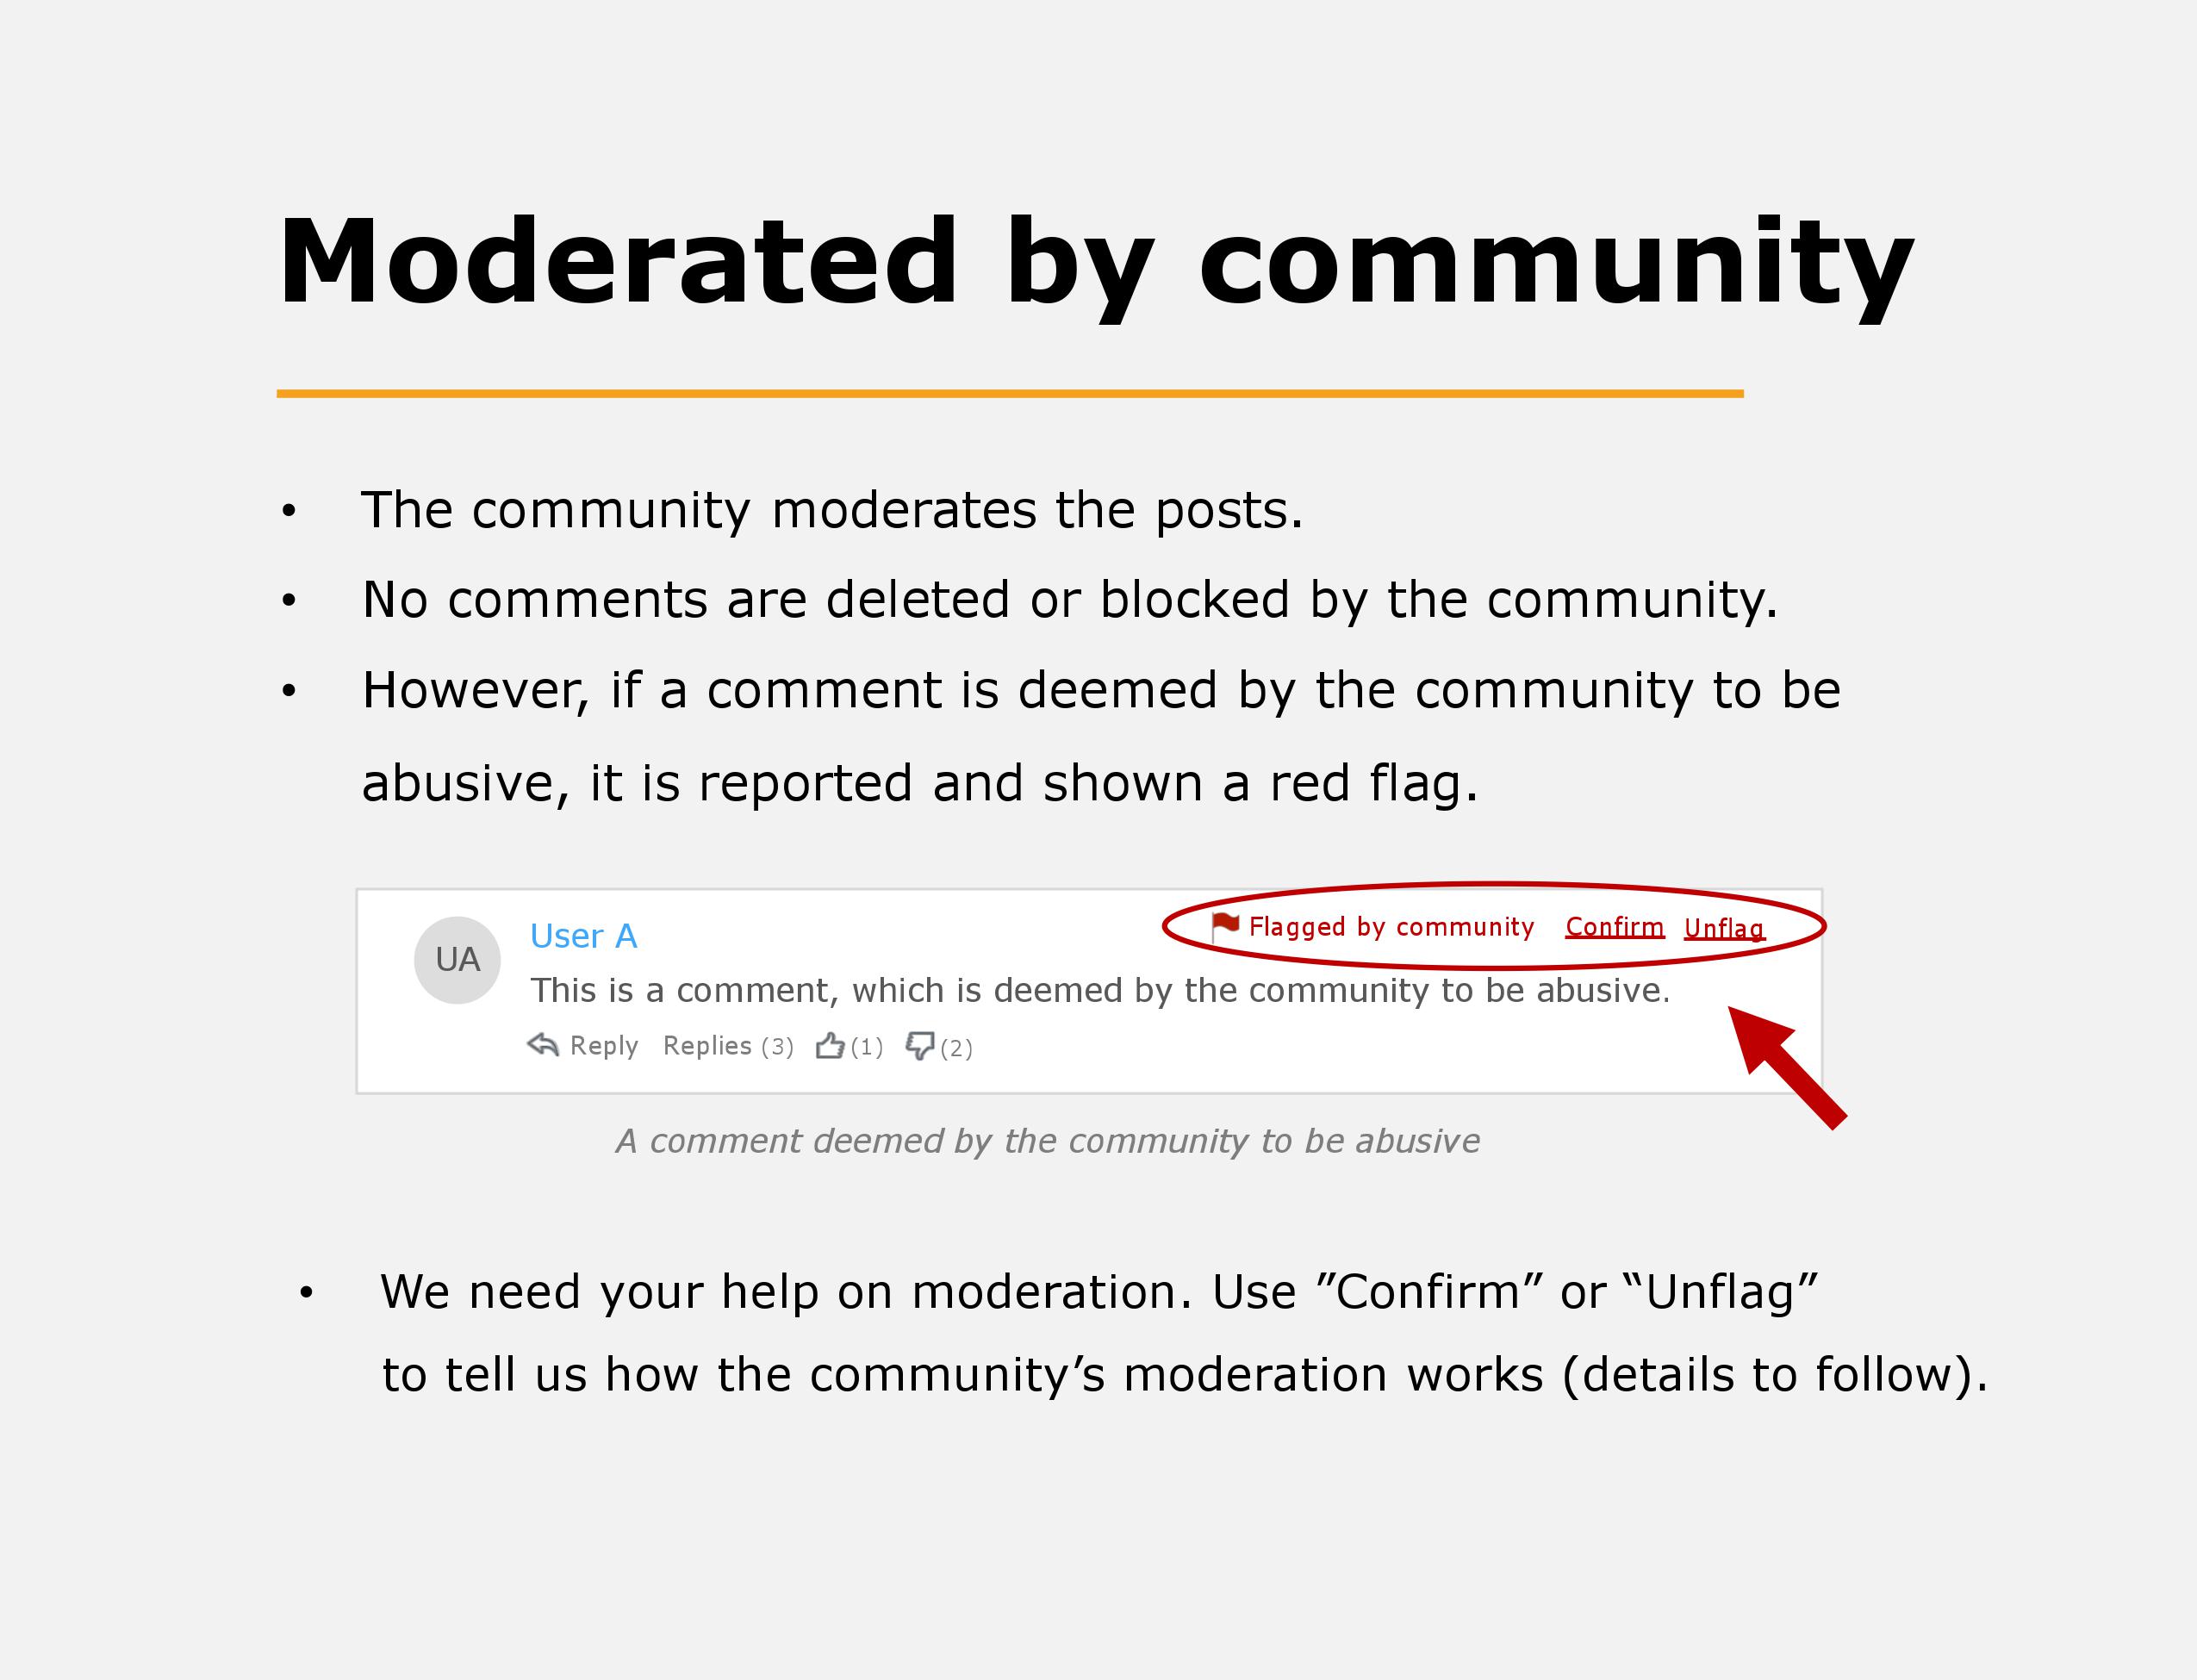 Moderated by community
• The community moderates the posts.
• No comments are deleted or blocked by the community.
• However, if a comment is deemed by the community to be
abusive, it is reported and shown a red flag.
Flagged by community Confirm Unflag
UA User A
This is a comment, which is deemed by the community to be abusive.
Reply Replies (3) (1) (2)
A comment deemed by the community to be abusive
• We need your help on moderation. Use ”Confirm” or “Unflag”
to tell us how the community’s moderation works (details to follow).